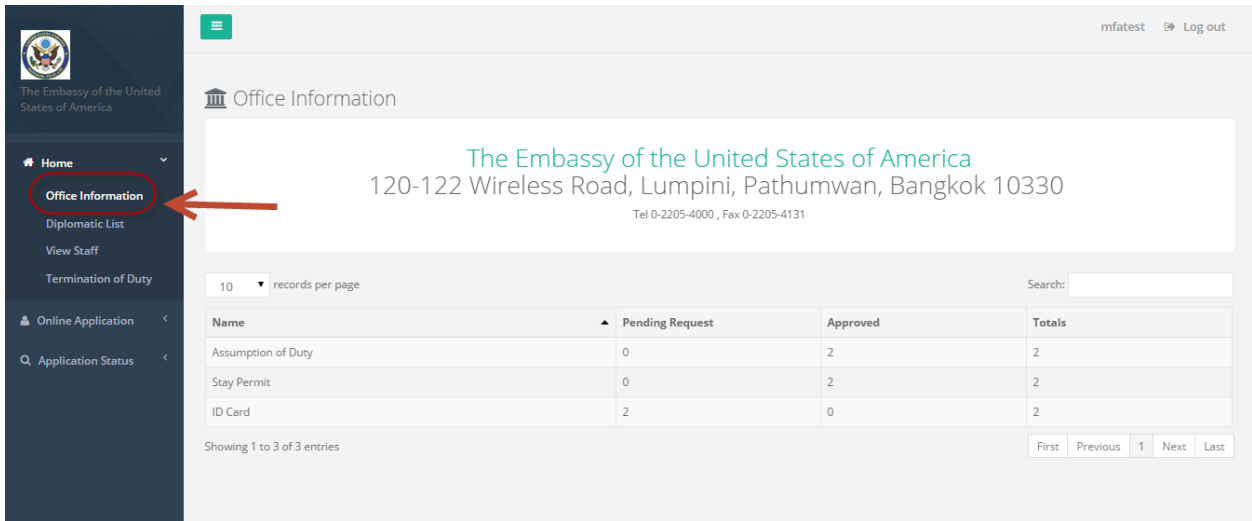 mfatest Log out
The Embassy of the United
States of America
Home
Office Information
Diplomatic List
View Staff
Termination of Duty
Online Application
Application Status
Office Information
The Embassy of the United States of America
120-122 Wireless Road, Lumpini, Pathumwan, Bangkok 10330
Tel 0-2205-4000 , Fax 0-2205-4131
10 records per page Search:
Name Pending Request Approved Totals
Assumption of Duty 0 2 2
Stay Permit 0 2 2
ID Card 2 0 2
Showing 1 to 3 of 3 entries First Previous 1 Next Last